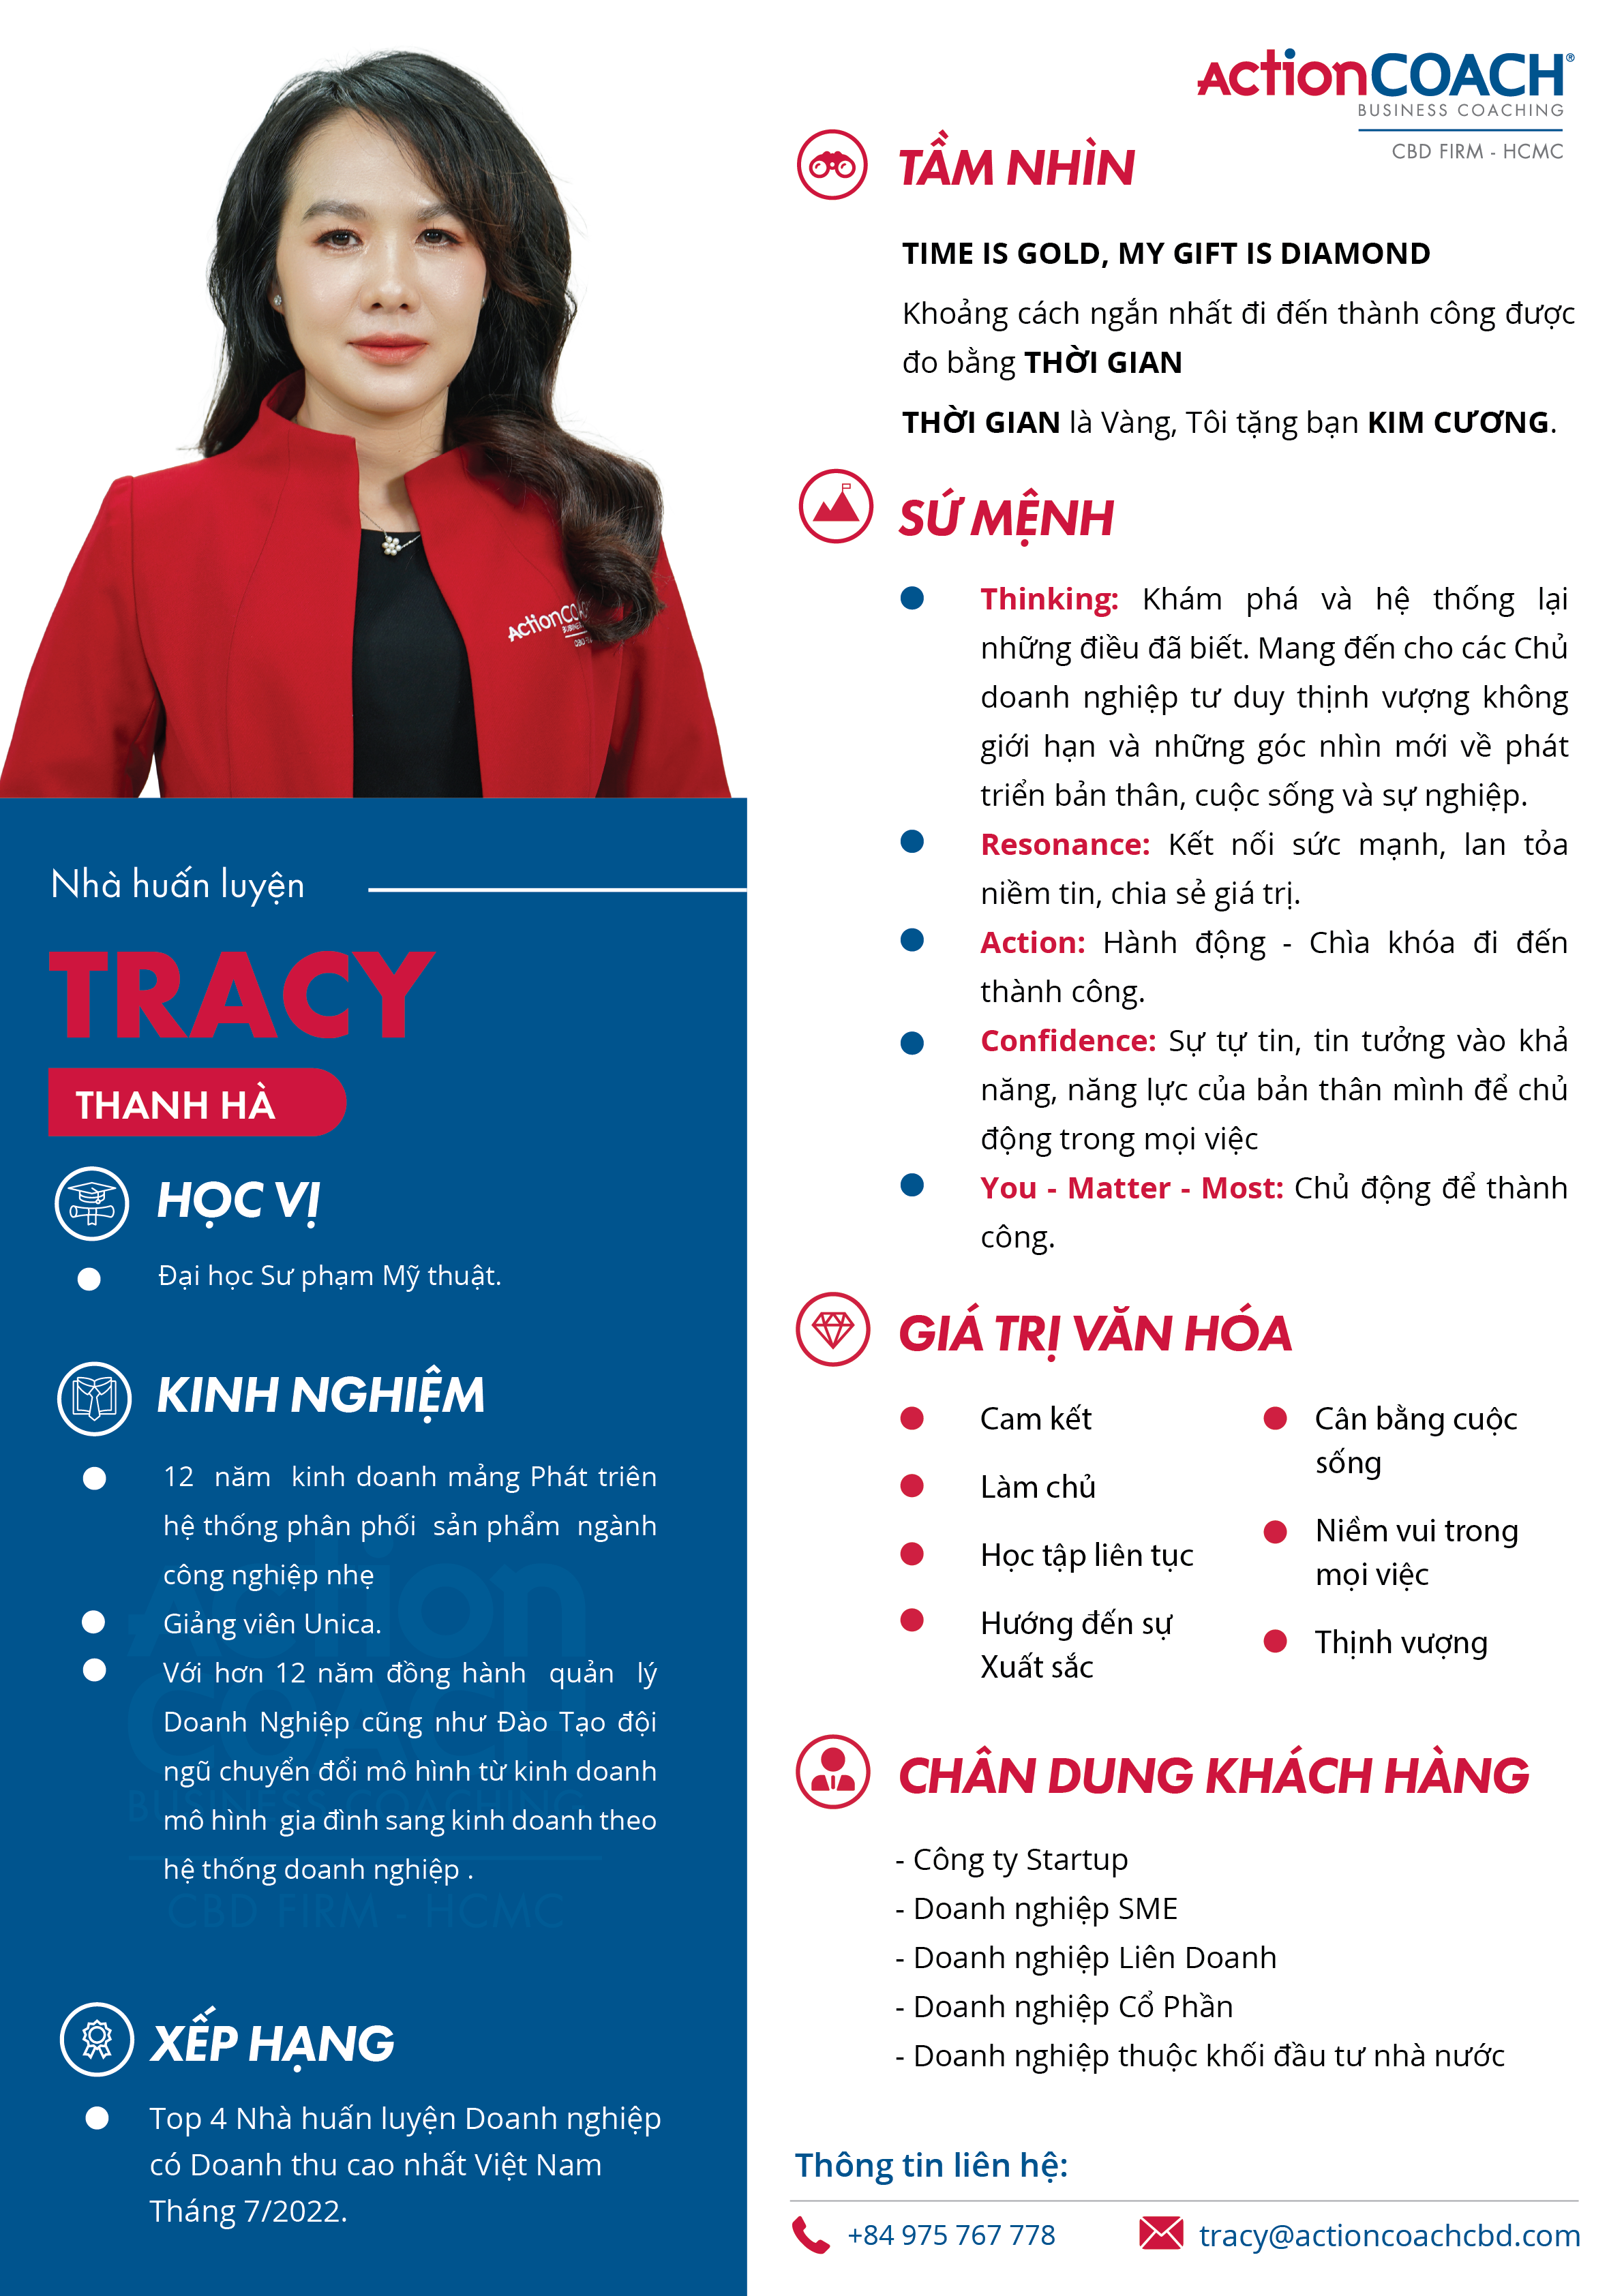 ActionCOACH®
BUSINESS COACHING
CBD FIRM - HCMC
ActionCO
Nhà huấn luyện
TRACY
THANH HÀ
HỌC VỊ
Đại học Sư phạm Mỹ thuật.
KINH NGHIỆM
12 năm kinh doanh mảng Phát triên
hệ thống phân phối sản phẩm ngành
công nghiệp nhẹ
Giảng viên Unica.
Với hơn 12 năm đồng hành quản lý
Doanh Nghiệp cũng như Đào Tạo đội
ngũ chuyển đổi mô hình từ kinh doanh
mô hình gia đình sang kinh doanh theo
hệ thống doanh nghiệp .
Action
COACH
BUSINESS COACHING
CBD FIRM - HCMC
XẾP HẠNG
Top 4 Nhà huấn luyện Doanh nghiệp
có Doanh thu cao nhất Việt Nam
Tháng 7/2022.
TẦM NHÌN
TIME IS GOLD, MY GIFT IS DIAMOND
Khoảng cách ngắn nhất đi đến thành công được
đo bằng THỜI GIAN
THỜI GIAN là Vàng, Tôi tặng bạn KIM CƯƠNG.
SỨ MỆNH
Thinking: Khám phá và hệ thống lại
những điều đã biết. Mang đến cho các Chủ
doanh nghiệp tư duy thịnh vượng không
giới hạn và những góc nhìn mới về phát
triển bản thân, cuộc sống và sự nghiệp.
Resonance: Kết nối sức mạnh, lan tỏa
niềm tin, chia sẻ giá trị.
Action: Hành động - Chìa khóa đi đến
thành công.
Confidence: Sự tự tin, tin tưởng vào khả
năng, năng lực của bản thân mình để chủ
động trong mọi việc
You - Matter - Most: Chủ động để thành
công.
GIÁ TRỊ VĂN HÓA
Cam kết
Làm chủ
Học tập liên tục
Hướng đến sự
Xuất sắc
Cân bằng cuộc
sống
Niềm vui trong
mọi việc
Thịnh vượng
CHÂN DUNG KHÁCH HÀNG
- Công ty Startup
- Doanh nghiệp SME
- Doanh nghiệp Liên Doanh
- Doanh nghiệp Cổ Phần
- Doanh nghiệp thuộc khối đầu tư nhà nước
Thông tin liên hệ:
+84 975 767 778
tracy@actioncoachcbd.com